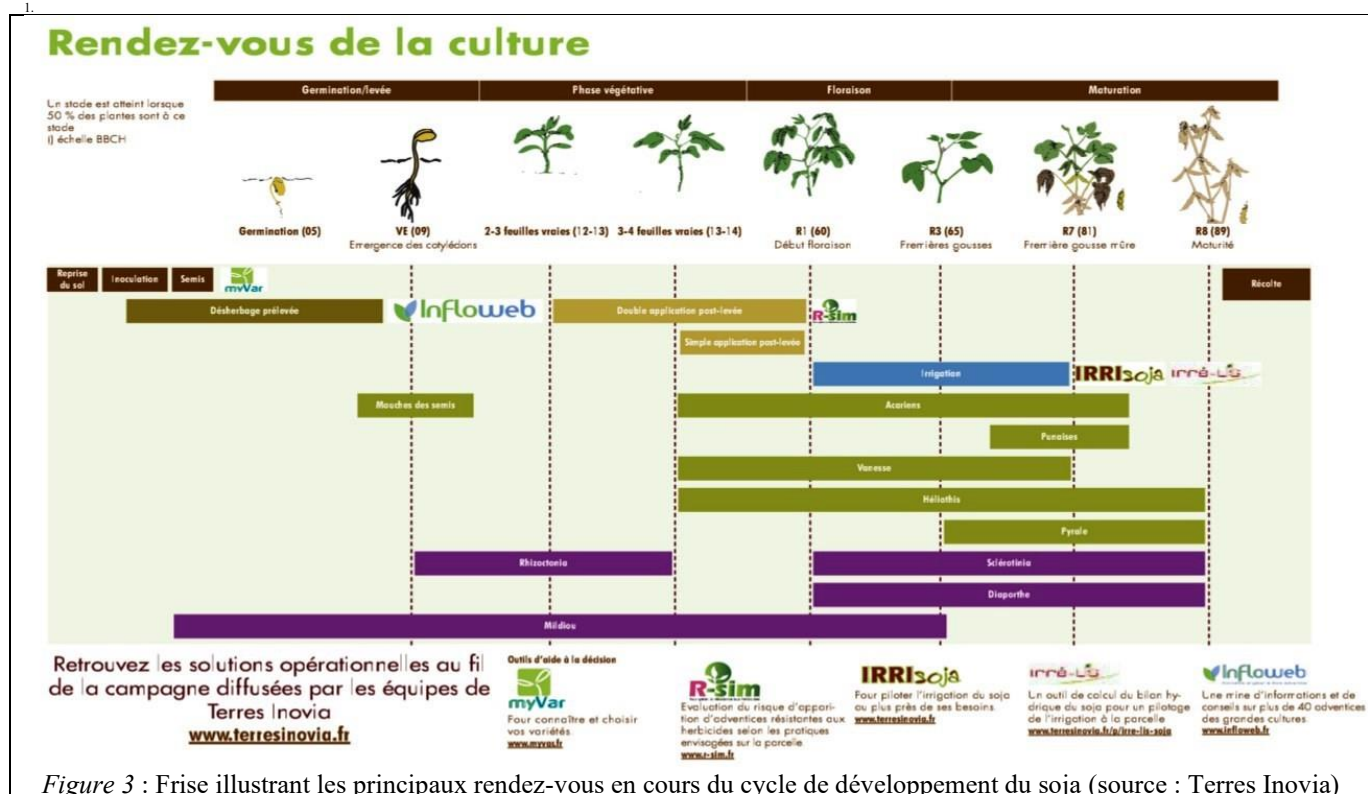 1.
Rendez-vous de la culture
Un stade est atteint lorsque
50 % des plantes sont à ce
stade
() échelle BBCH
Germination/levée
Phase végétative
Floraison
Maturation
Germination (05)
VE (09)
Emergence des cotylédons
2-3 feuilles vraies (12-13)
3-4 feuilles vraies (13-14)
R1 (60)
Début floraison
R3 (65)
Premières gousses
R7 (81)
Première gousse mûre
R8 (89)
Maturité
Reprise
du sol
Inoculation
Semis
myVar
Récolte
Désherbage prélevée
Infloweb
Double application post-levée
R-sim
Simple application post-levée
Irrigation
IRRIsoja
irré-LIS
Mouches des semis
Acariens
Punaises
Vanesse
Héliothis
Pyrale
Rhizoctonia
Sclérotinia
Diaporthe
Mildiou
Retrouvez les solutions opérationnelles au fil
de la campagne diffusées par les équipes de
Terres Inovia
www.terresinovia.fr
Outils d'aide à la décision
myVar
Pour connaître et choisir
vos variétés
www.myvar.fr
R-sim
Evaluation du risque d'appari-
tion d'adventices résistantes aux
herbicides selon les pratiques
envisagées sur la parcelle
www.r-sim.fr
IRRIsoja
Pour piloter l'irrigation du soja
au plus près de ses besoins
www.terresinovia.fr
irré-LIS
Un outil de calcul du bilan hy-
drique du soja pour un pilotage
de l'irrigation à la parcelle
www.terresinovia.fr/p/irre-lis-soja
Infloweb
Une mine d'informations et de
conseils sur plus de 40 adventices
des grandes cultures
www.infloweb.fr
Figure 3 : Frise illustrant les principaux rendez-vous en cours du cycle de développement du soja (source : Terres Inovia)